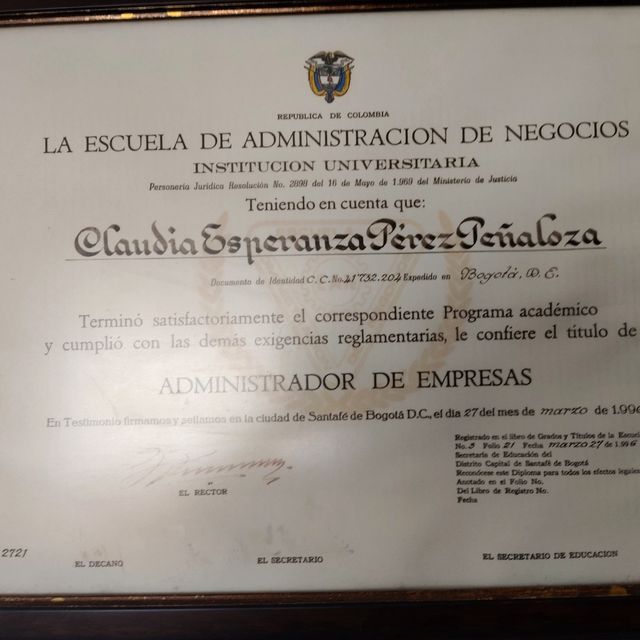 REPUBLICA DE COLOMBIA
LA ESCUELA DE ADMINISTRACION DE NEGOCIOS
INSTITUCION UNIVERSITARIA
Personería Jurídica Resolución No. 2898 del 16 de Mayo de 1.969 del Ministerio de Justicia
Teniendo en cuenta que:
Claudia Esperanza Pérez Peñaloza
Documento de Identidad C.C. No. 41'732.204 Expedido en Bogotá, D.E.
Terminó satisfactoriamente el correspondiente Programa académico
y cumplió con las demás exigencias reglamentarias, le confiere el titulo de
ADMINISTRADOR DE EMPRESAS
En Testimonio firmamos y sellamos en la ciudad de Santafé de Bogotá D.C., el día 27 del mes de marzo de 1.996
Registrado en el libro de Grados y Títulos de la Escuela
No. 3 Folio 21 Fecha marzo 27 de 1.996
Secretaría de Educación del
Distrito Capital de Santafé de Bogotá
Reconócese este Diploma para todos los efectos legales
Anotado en el Folio No.
Del Libro de Registro No.
Fecha
EL RECTOR
2721
EL DECANO
EL SECRETARIO
EL SECRETARIO DE EDUCACION